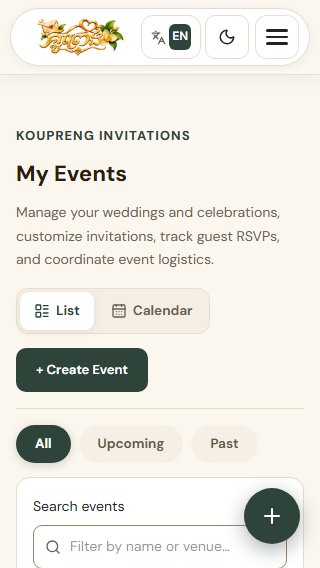 EN
KOUPRENG INVITATIONS
My Events
Manage your weddings and celebrations,
customize invitations, track guest RSVPs,
and coordinate event logistics.
List
Calendar
+ Create Event
All
Upcoming
Past
Search events
Filter by name or venue...